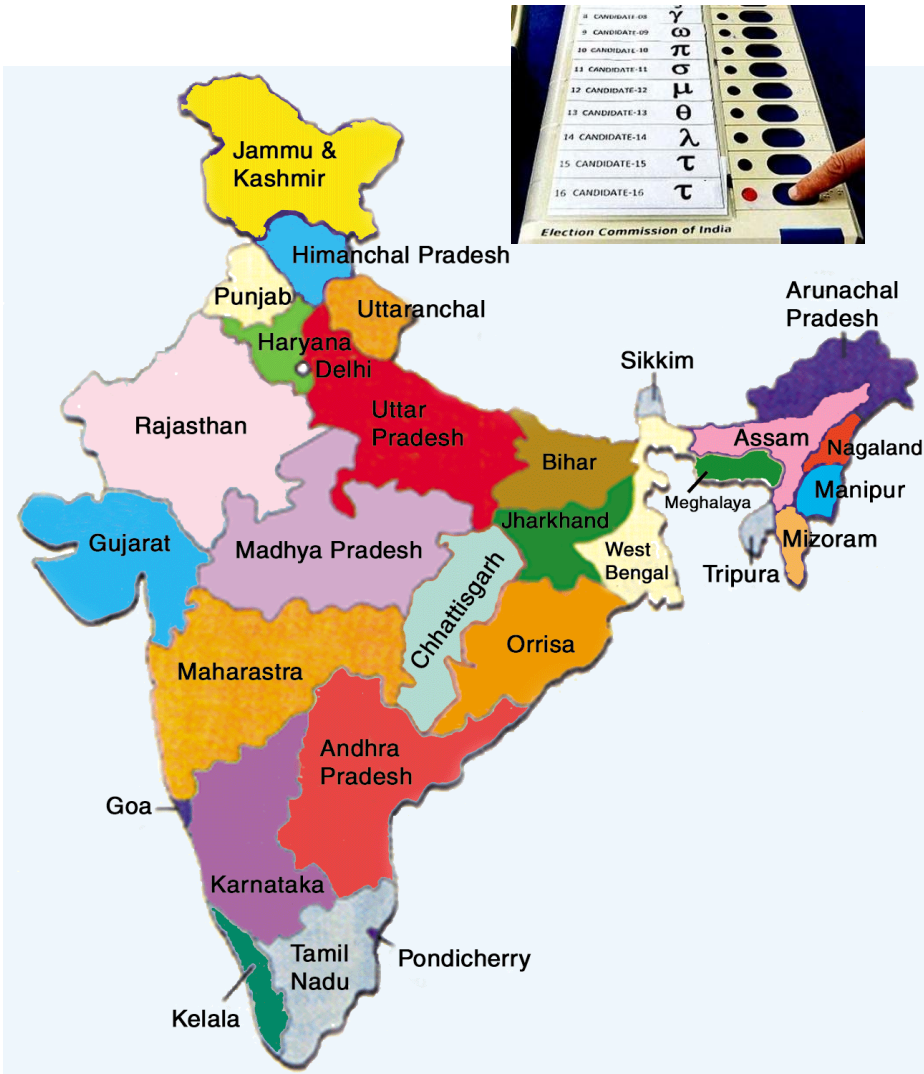 8 CANDIDATE-08 γ
9 CANDIDATE-09 ω
10 CANDIDATE-10 π
11 CANDIDATE-11 σ
12 CANDIDATE-12 μ
13 CANDIDATE-13 θ
14 CANDIDATE-14 λ
15 CANDIDATE-15 τ
16 CANDIDATE-16 τ
Election Commission of India
Jammu &
Kashmir
Himanchal Pradesh
Punjab
Uttaranchal
Arunachal
Pradesh
Haryana
Delhi
Sikkim
Rajasthan
Uttar
Pradesh
Assam
Nagaland
Bihar
Meghalaya
Manipur
Jharkhand
Gujarat
Madhya Pradesh
Mizoram
West
Bengal
Tripura
Chhattisgarh
Orrisa
Maharastra
Andhra
Pradesh
Goa
Karnataka
Tamil
Nadu
Pondicherry
Kelala